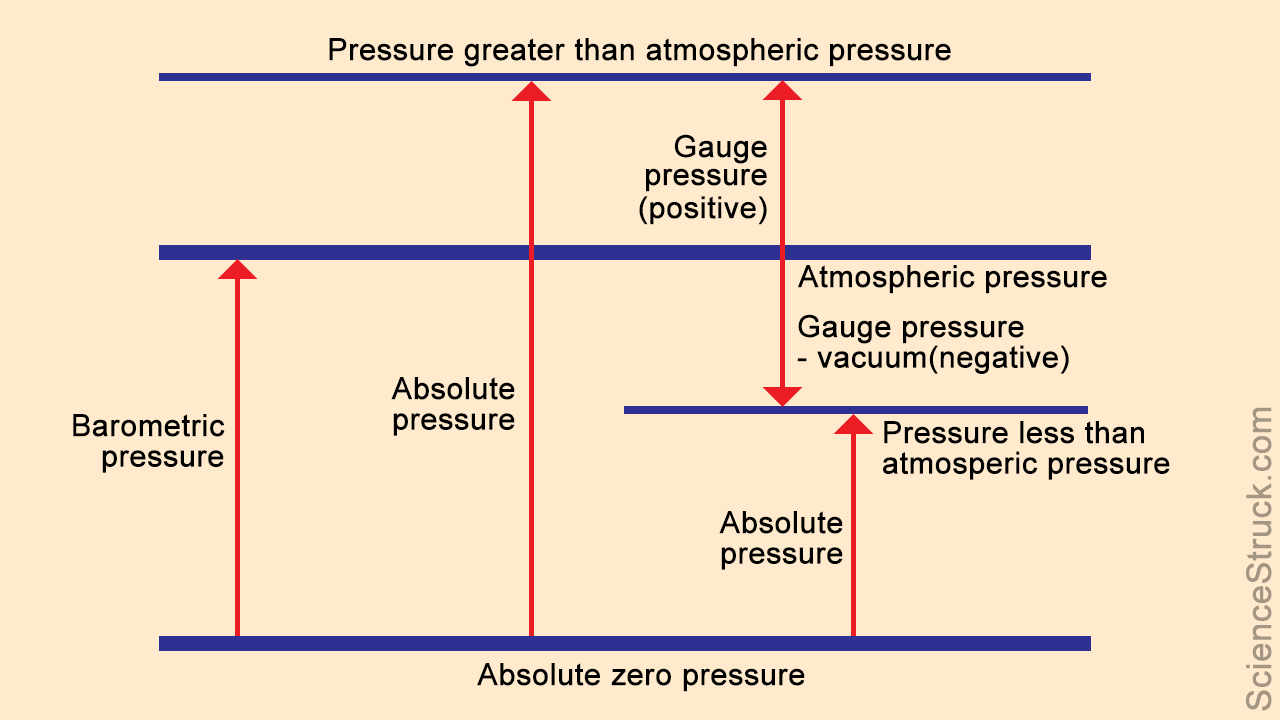 Pressure greater than atmospheric pressure
Gauge
pressure
(positive)
Atmospheric pressure
Gauge pressure
- vacuum(negative)
Absolute
pressure
Barometric
pressure
Pressure less than
atmosperic pressure
Absolute
pressure
Absolute zero pressure
ScienceStruck.com